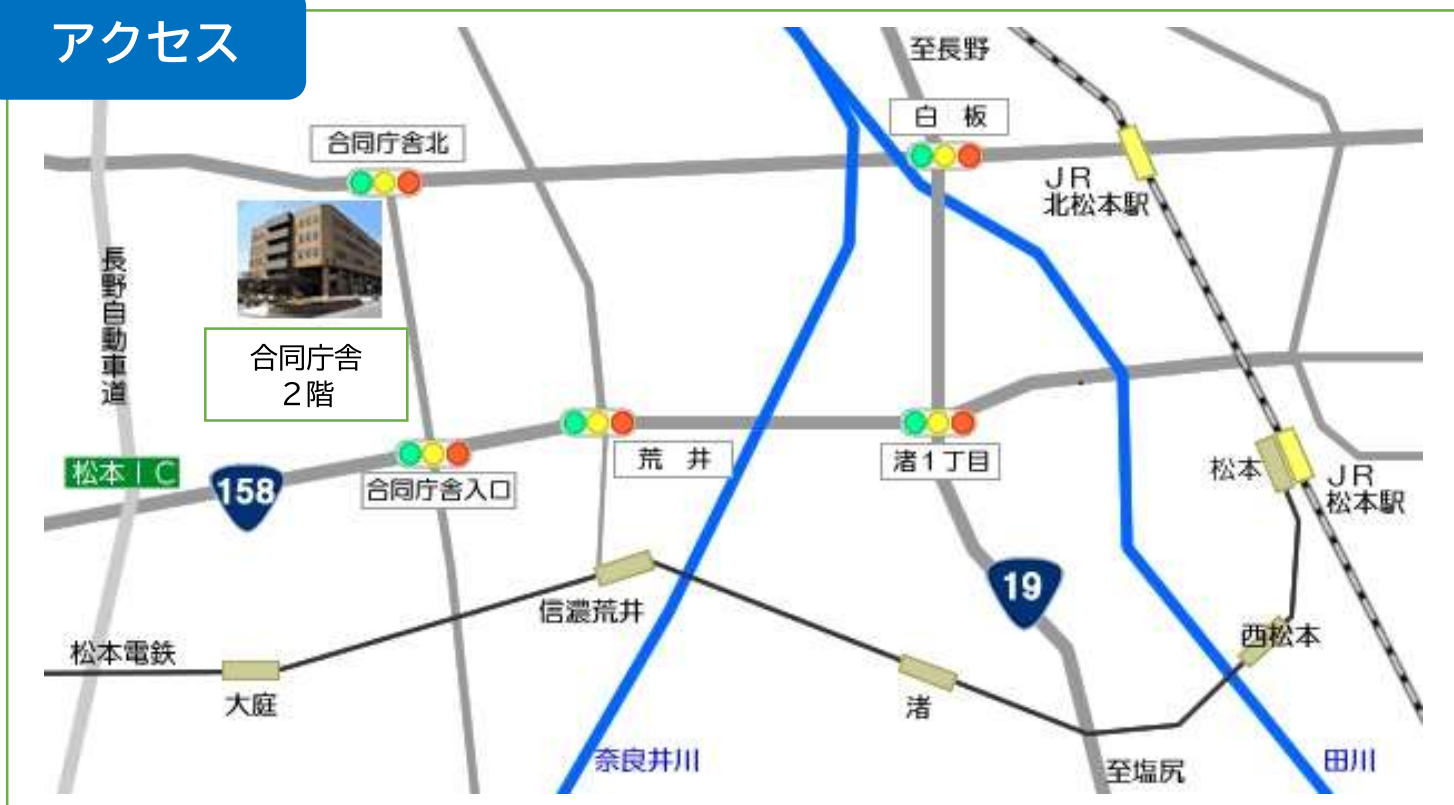 アクセス
至長野
白 板
合同庁舎北
JR
北松本駅
長野自動車道
合同庁舎
2階
松本IC
158
荒 井
渚1丁目
合同庁舎入口
松本
JR
松本駅
19
信濃荒井
西松本
松本電鉄
大庭
渚
奈良井川
至塩尻
田川